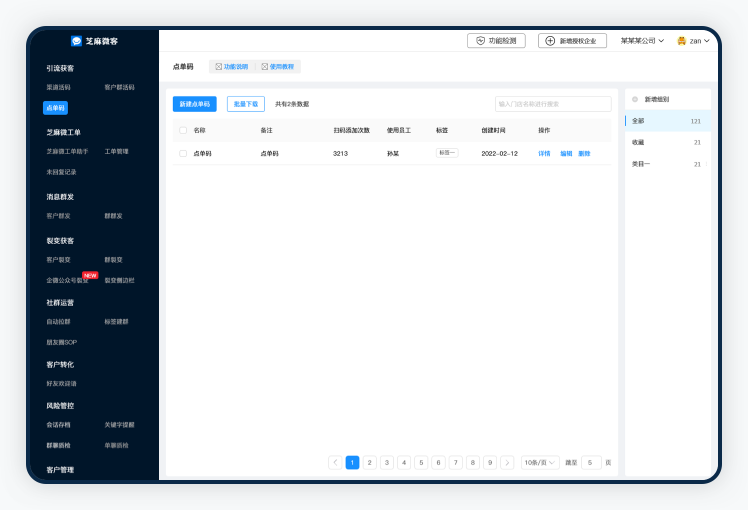 芝麻微客
功能检测
新增授权企业
某某某公司
zan
引流获客
渠道活码 客户群活码
点单码
芝麻微工单
芝麻微工单助手 工单管理
未回复记录
消息群发
客户群发 群群发
裂变获客
客户裂变 群裂变
企微公众号裂变 NEW 裂变侧边栏
社群运营
自动拉群 标签建群
朋友圈SOP
客户转化
好友欢迎语
风险管控
会话存档 关键字提醒
群聊质检 单聊质检
客户管理
点单码 功能说明 使用教程
新建点单码 批量下载 共有2条数据 输入门店名称进行搜索
名称 备注 扫码添加次数 使用员工 标签 创建时间 操作
点单码 点单码 3213 孙某 标签一 2022-02-12 详情 编辑 删除
新增组别
全部 121
收藏 21
类目一 21
1 2 3 4 5 6 7 8 9 10条/页 跳至 5 页